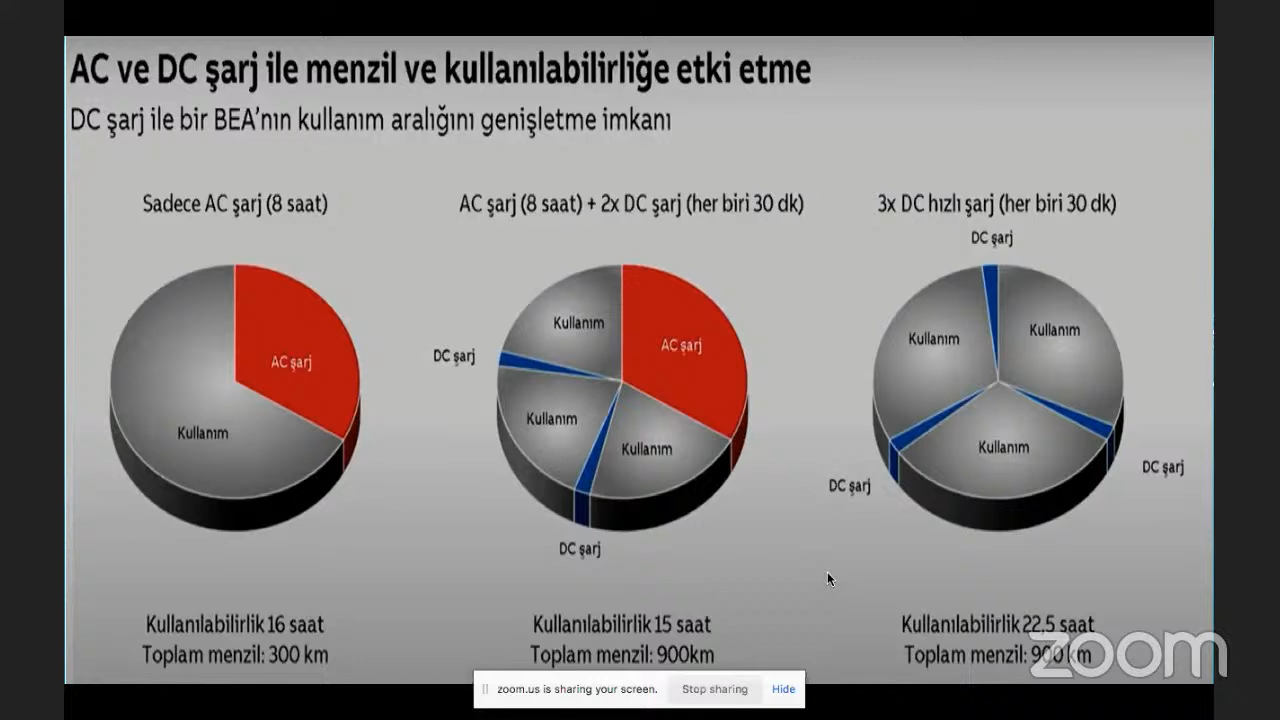 AC ve DC şarj ile menzil ve kullanılabilirliğe etki etme
DC şarj ile bir BEA'nın kullanım aralığını genişletme imkanı
Sadece AC şarj (8 saat)
AC şarj
Kullanım
Kullanılabilirlik 16 saat
Toplam menzil: 300 km
AC şarj (8 saat) + 2x DC şarj (her biri 30 dk)
Kullanım
AC şarj
DC şarj
Kullanım
Kullanım
DC şarj
Kullanılabilirlik 15 saat
Toplam menzil: 900km
3x DC hızlı şarj (her biri 30 dk)
DC şarj
Kullanım
Kullanım
Kullanım
DC şarj
DC şarj
Kullanılabilirlik 22.5 saat
Toplam menzil: 900 km
zoom
zoom.us is sharing your screen.
Stop sharing
Hide